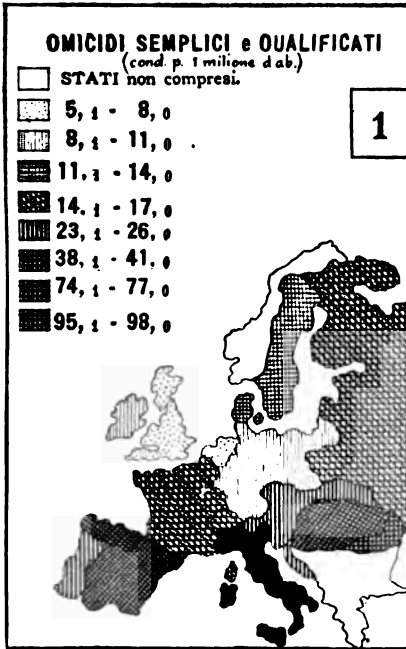 OMICIDI SEMPLICI e QUALIFICATI
(cond. p. 1 milione d ab.)
STATI non compresi.
5,1 - 8,0
8,1 - 11,0
11,1 - 14,0
14,1 - 17,0
23,1 - 26,0
38,1 - 41,0
74,1 - 77,0
95,1 - 98,0
1